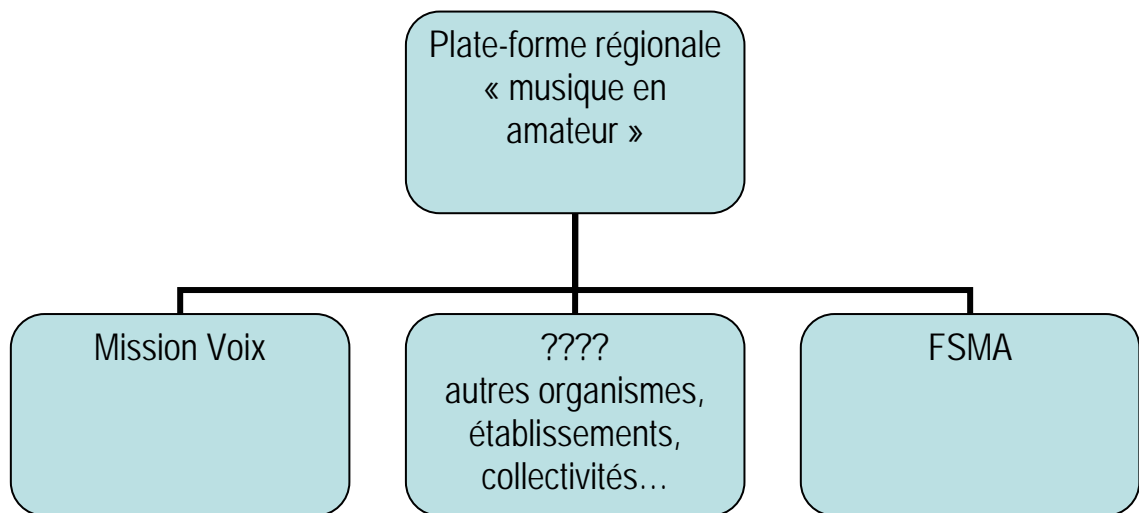 Plate-forme régionale
« musique en
amateur »
Mission Voix
????
autres organismes,
établissements,
collectivités…
FSMA